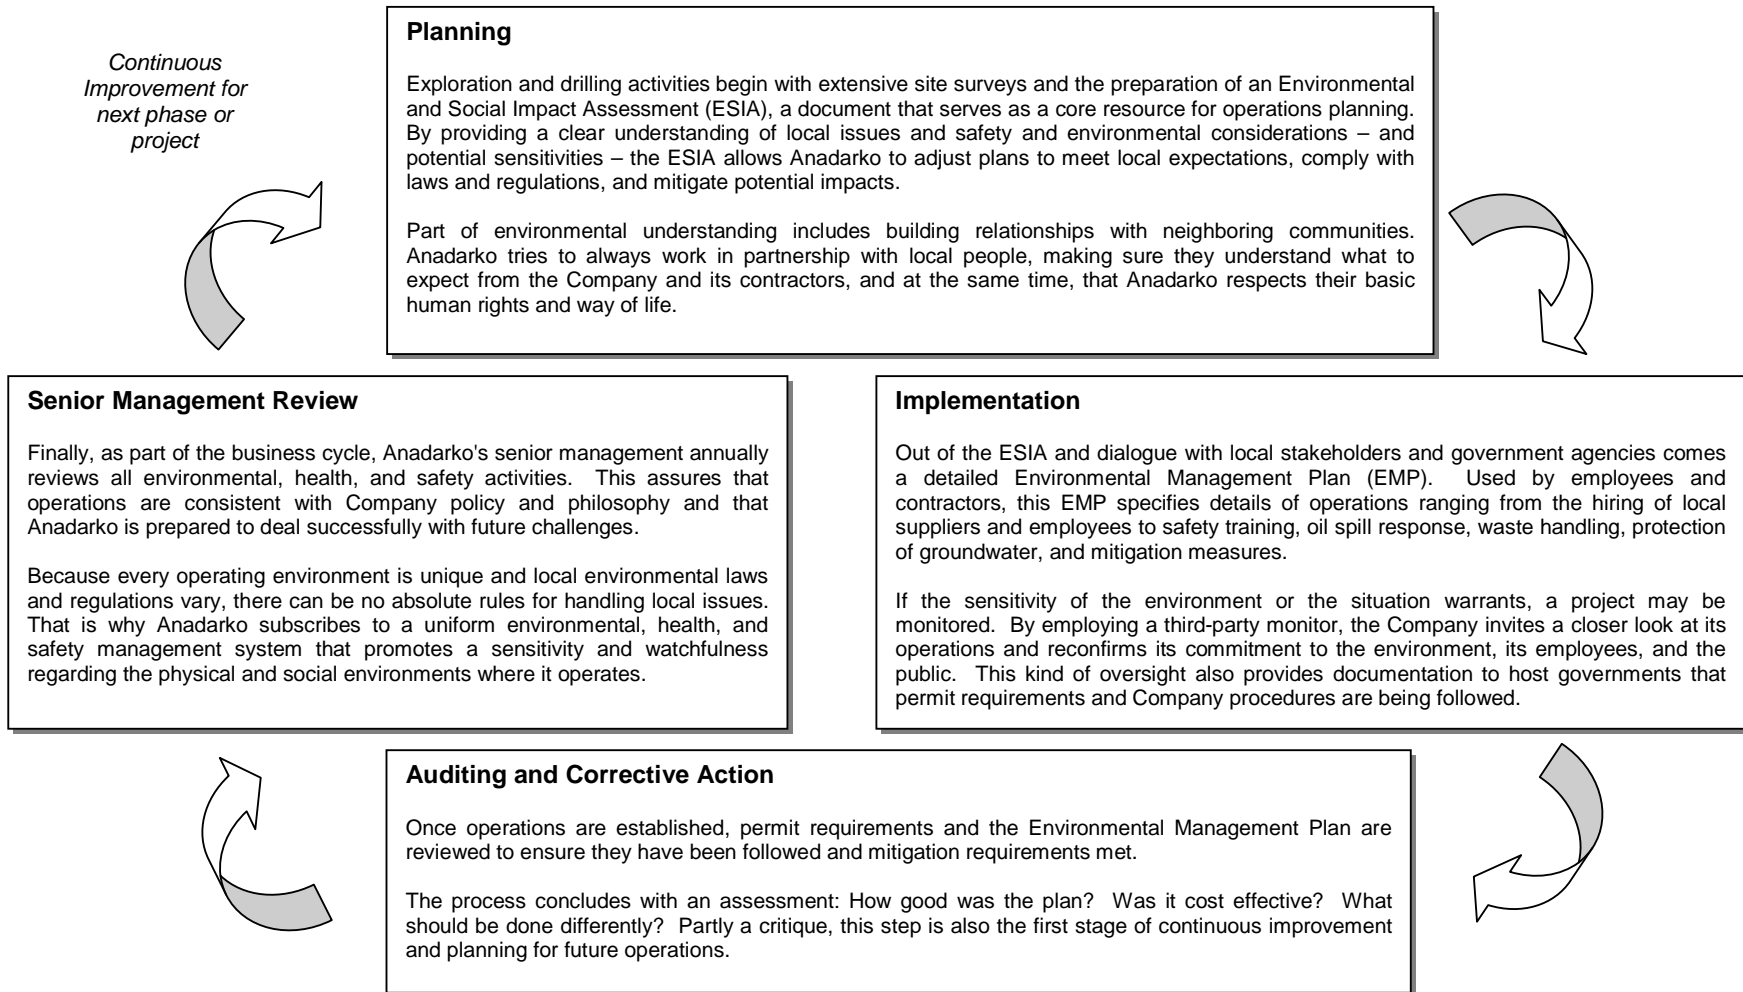 Continuous
Improvement for
next phase or
project
Planning
Exploration and drilling activities begin with extensive site surveys and the preparation of an Environmental
and Social Impact Assessment (ESIA), a document that serves as a core resource for operations planning.
By providing a clear understanding of local issues and safety and environmental considerations – and
potential sensitivities – the ESIA allows Anadarko to adjust plans to meet local expectations, comply with
laws and regulations, and mitigate potential impacts.
Part of environmental understanding includes building relationships with neighboring communities.
Anadarko tries to always work in partnership with local people, making sure they understand what to
expect from the Company and its contractors, and at the same time, that Anadarko respects their basic
human rights and way of life.
Senior Management Review
Finally, as part of the business cycle, Anadarko's senior management annually
reviews all environmental, health, and safety activities. This assures that
operations are consistent with Company policy and philosophy and that
Anadarko is prepared to deal successfully with future challenges.
Because every operating environment is unique and local environmental laws
and regulations vary, there can be no absolute rules for handling local issues.
That is why Anadarko subscribes to a uniform environmental, health, and
safety management system that promotes a sensitivity and watchfulness
regarding the physical and social environments where it operates.
Implementation
Out of the ESIA and dialogue with local stakeholders and government agencies comes
a detailed Environmental Management Plan (EMP). Used by employees and
contractors, this EMP specifies details of operations ranging from the hiring of local
suppliers and employees to safety training, oil spill response, waste handling, protection
of groundwater, and mitigation measures.
If the sensitivity of the environment or the situation warrants, a project may be
monitored. By employing a third-party monitor, the Company invites a closer look at its
operations and reconfirms its commitment to the environment, its employees, and the
public. This kind of oversight also provides documentation to host governments that
permit requirements and Company procedures are being followed.
Auditing and Corrective Action
Once operations are established, permit requirements and the Environmental Management Plan are
reviewed to ensure they have been followed and mitigation requirements met.
The process concludes with an assessment: How good was the plan? Was it cost effective? What
should be done differently? Partly a critique, this step is also the first stage of continuous improvement
and planning for future operations.